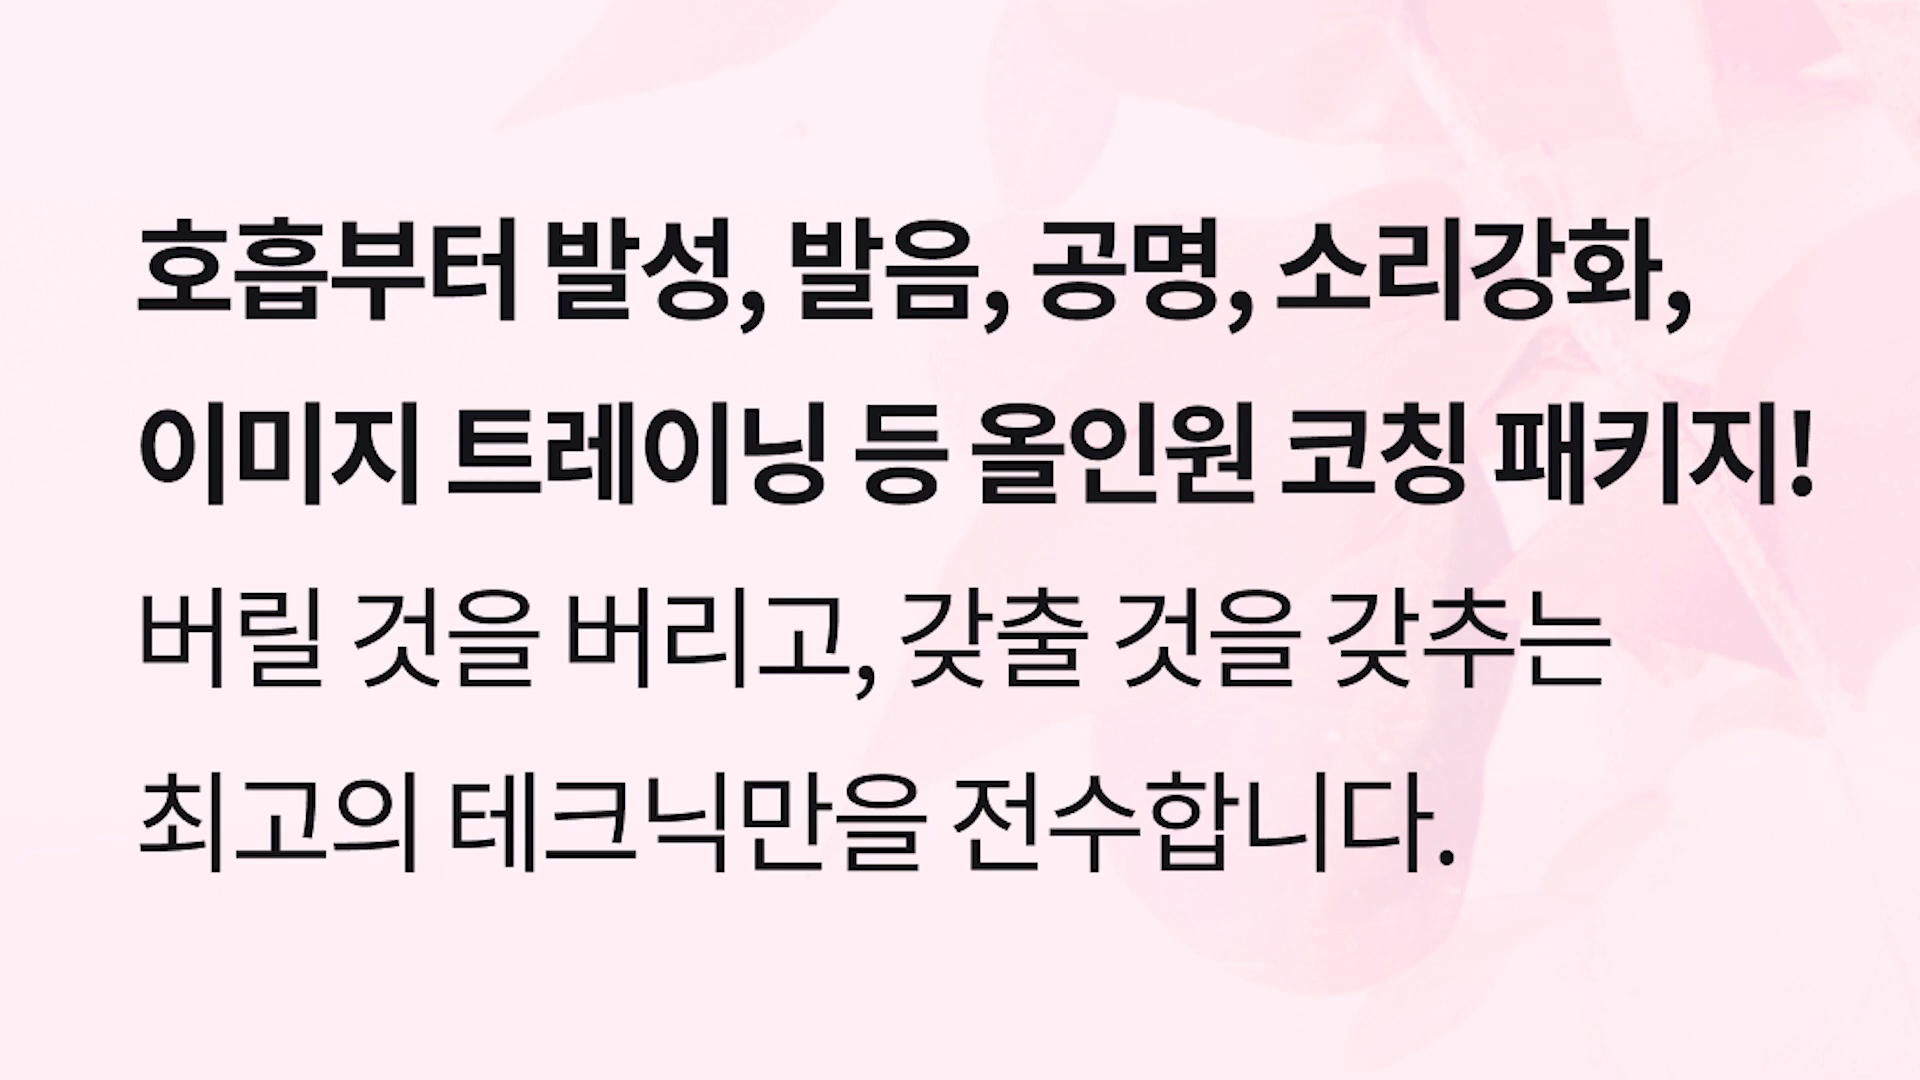 호흡부터 발성, 발음, 공명, 소리강화,
이미지 트레이닝 등 올인원 코칭 패키지!
버릴 것을 버리고, 갖출 것을 갖추는
최고의 테크닉만을 전수합니다.